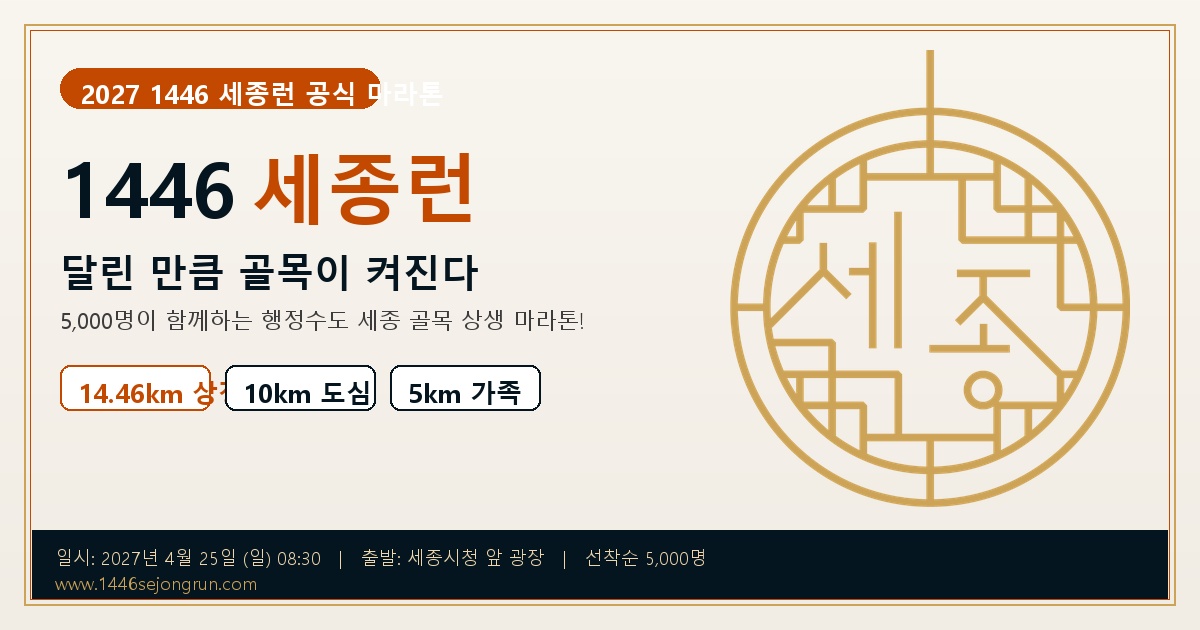 2027 1446 세종런 공식 마라톤
1446 세종런
달린 만큼 골목이 켜진다
5,000명이 함께하는 행정수도 세종 골목 상생 마라톤!
14.46km 10km 도심 5km 가족
세종
일시: 2027년 4월 25일 (일) 08:30 | 출발: 세종시청 앞 광장 | 선착순 5,000명
www.1446sejongrun.com